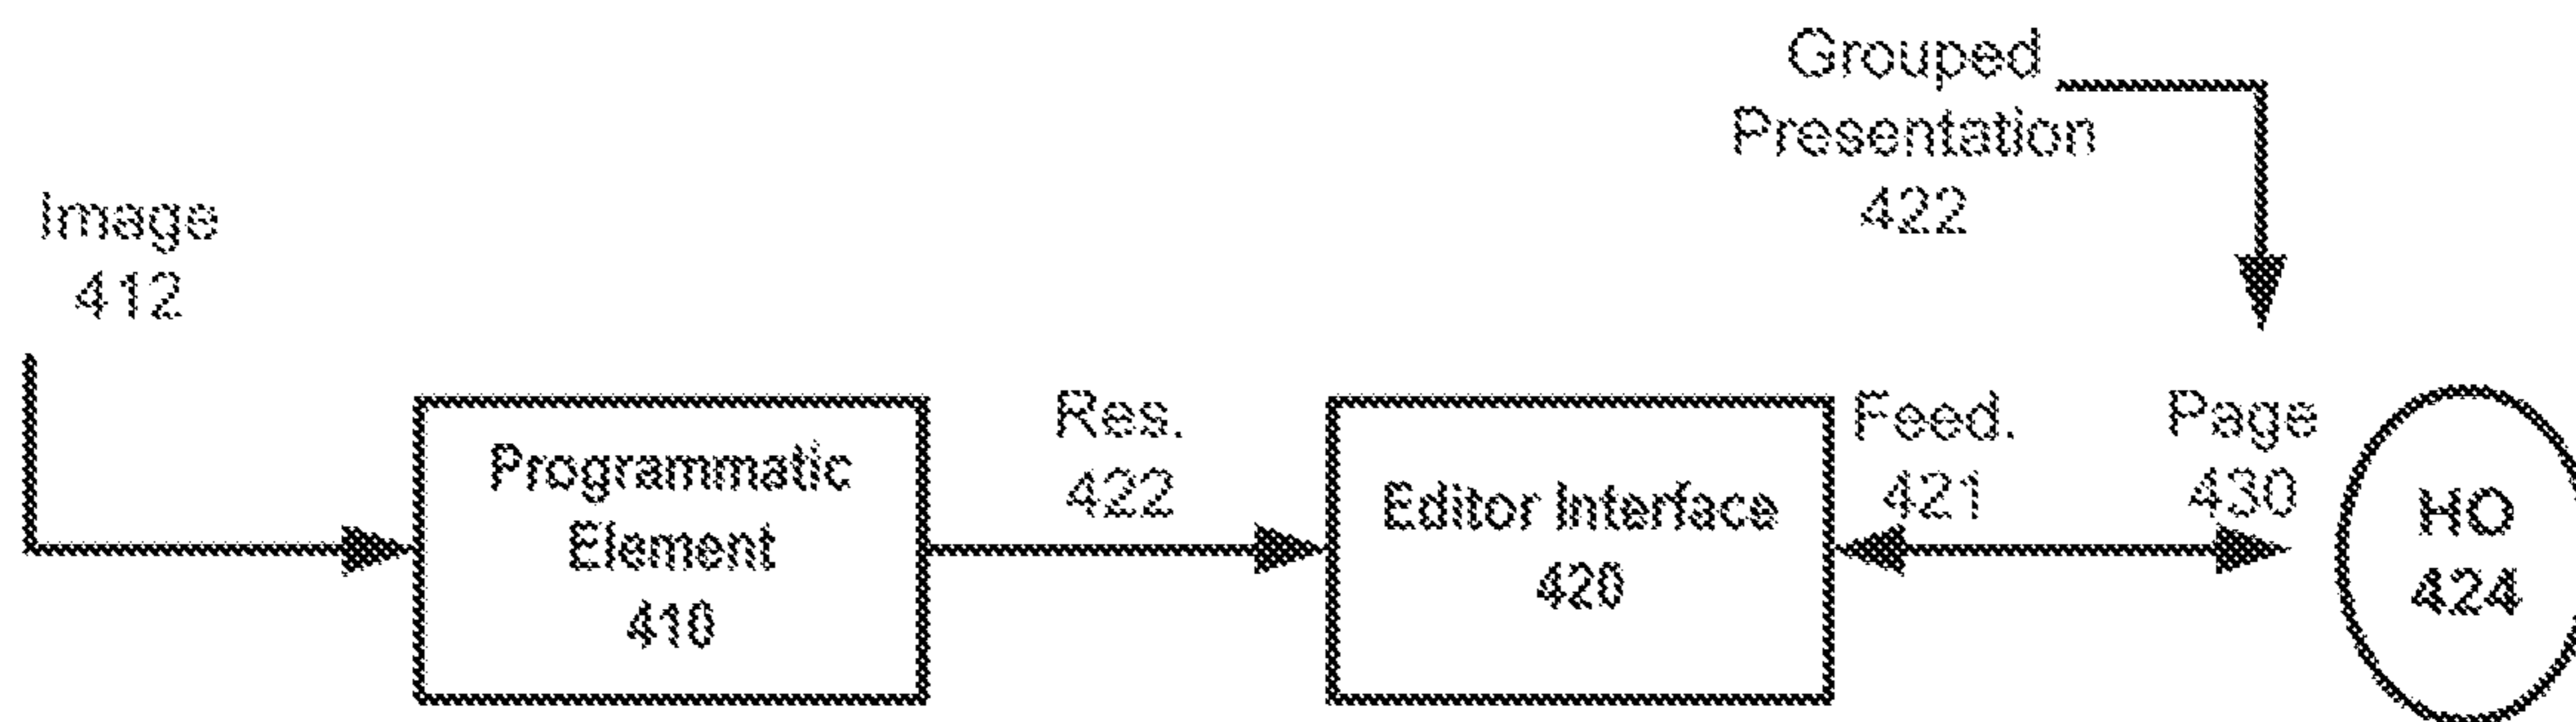 Grouped
Presentation
422
Image
412
Programmatic
Element
410
Res.
422
Editor Interface
420
Feed.
421
Page
430
HO
424